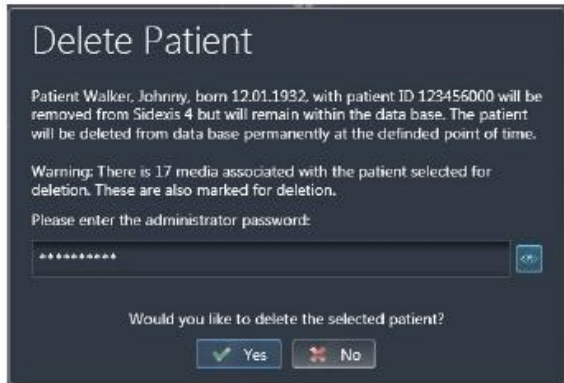 Delete Patient
Patient Walker, Johnny, born 12.01.1932, with patient ID 123456000 will be
removed from Sidexis 4 but will remain within the data base. The patient
will be deleted from data base permanently at the definded point of time.
Warning: There is 17 media associated with the patient selected for
deletion. These are also marked for deletion.
Please enter the administrator password:
**********
Would you like to delete the selected patient?
Yes No